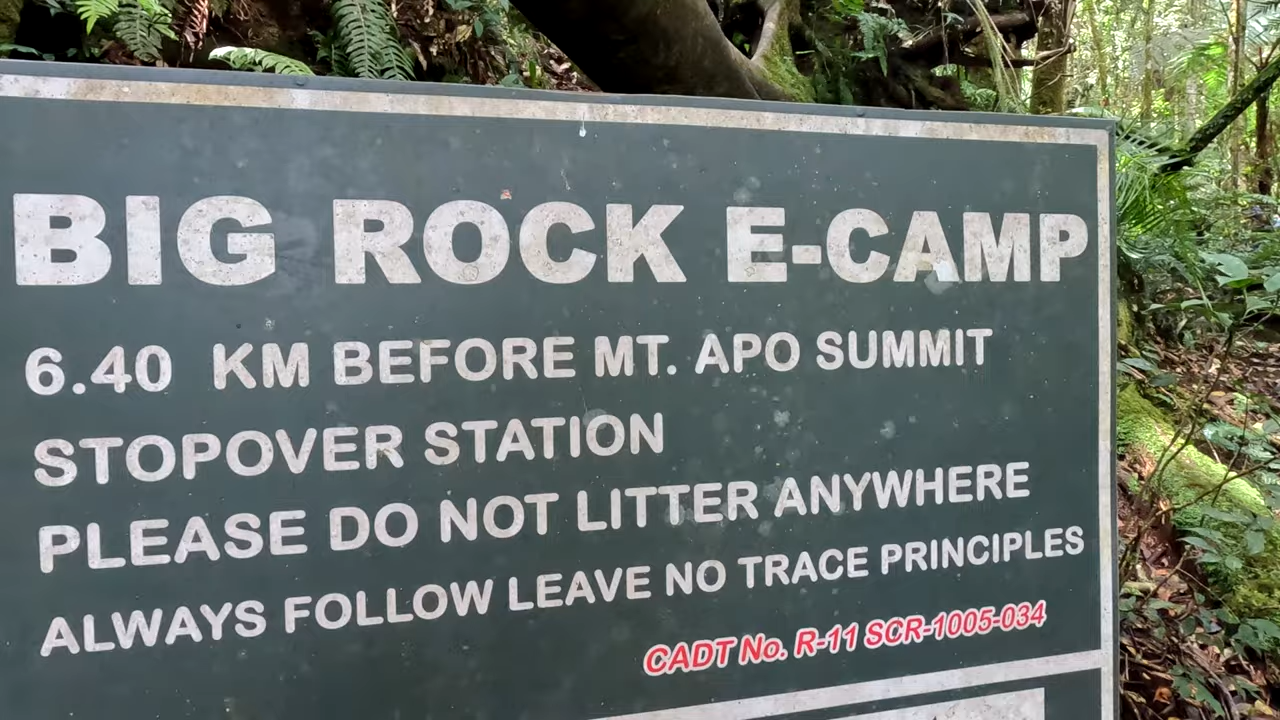 BIG ROCK E-CAMP
6.40 KM BEFORE MT. APO SUMMIT
STOPOVER STATION
PLEASE DO NOT LITTER ANYWHERE
ALWAYS FOLLOW LEAVE NO TRACE PRINCIPLES
CADT No. R-11 SCR-1005-034